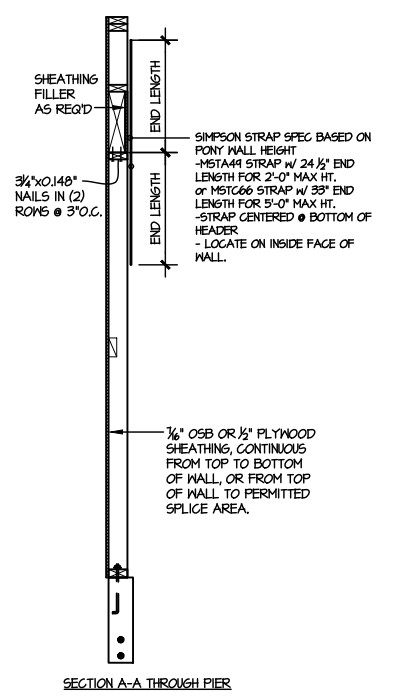 SHEATHING
FILLER
AS REQ'D
END LENGTH
SIMPSON STRAP SPEC BASED ON
PONY WALL HEIGHT
-MSTA49 STRAP w/ 24 ½" END
LENGTH FOR 2'-0" MAX HT.
or MSTC66 STRAP w/ 33" END
LENGTH FOR 5'-0" MAX HT.
-STRAP CENTERED @ BOTTOM OF
HEADER
- LOCATE ON INSIDE FACE OF
WALL.
3¼"x0.148"
NAILS IN (2)
ROWS @ 3"O.C.
END LENGTH
7/16" OSB OR ½" PLYWOOD
SHEATHING, CONTINUOUS
FROM TOP TO BOTTOM
OF WALL, OR FROM TOP
OF WALL TO PERMITTED
SPLICE AREA.
SECTION A-A THROUGH PIER